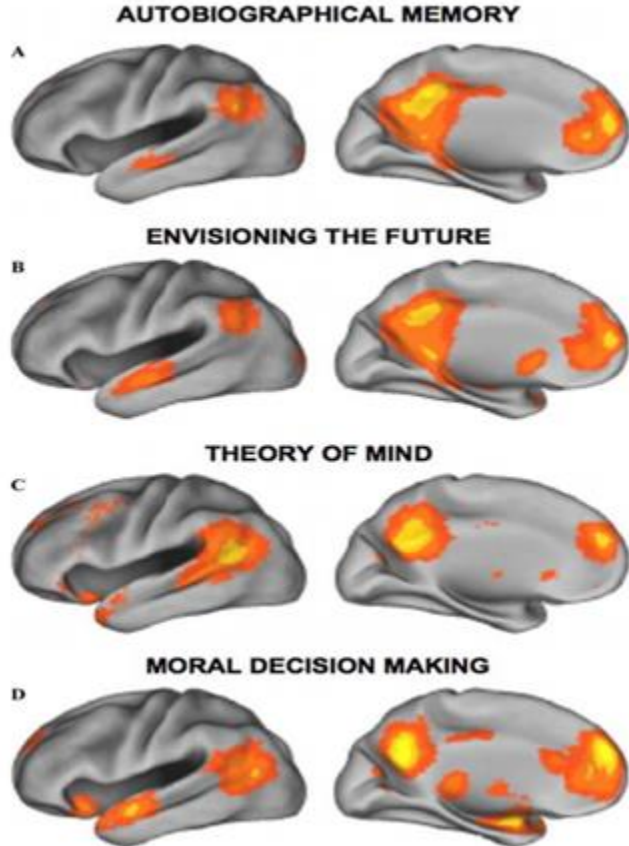 AUTOBIOGRAPHICAL MEMORY
A
ENVISIONING THE FUTURE
B
THEORY OF MIND
C
MORAL DECISION MAKING
D